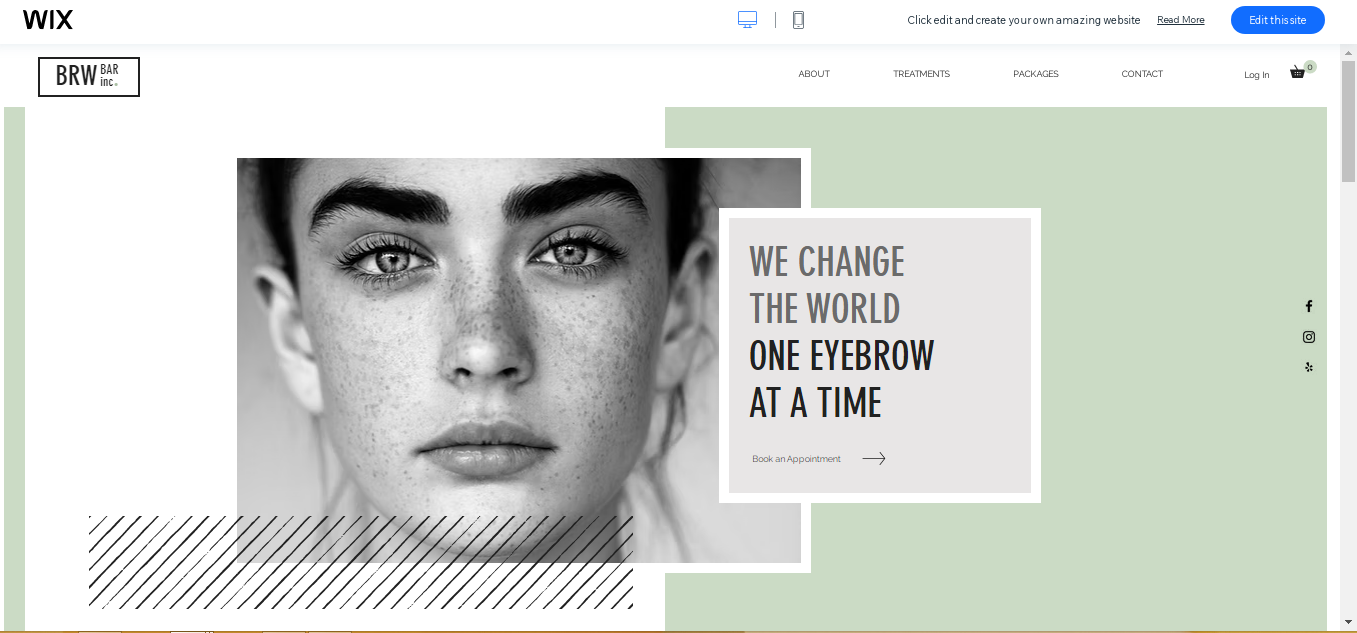 WIX
Click edit and create your own amazing website
Read More
Edit this site
BRW BAR
inc.
ABOUT
TREATMENTS
PACKAGES
CONTACT
Log In
0
WE CHANGE
THE WORLD
ONE EYEBROW
AT A TIME
Book an Appointment